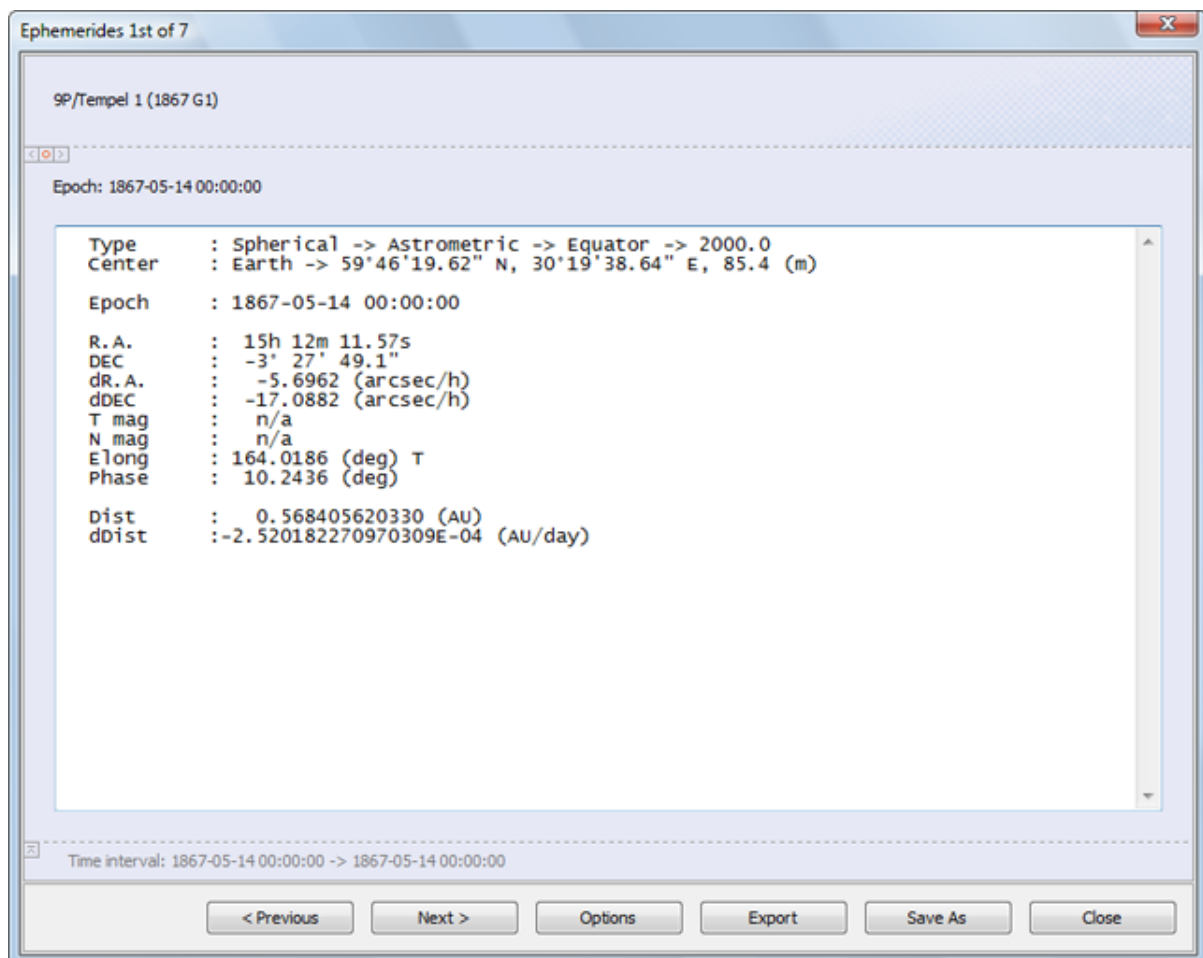 Ephemerides 1st of 7
9P/Tempel 1 (1867 G1)
Epoch: 1867-05-14 00:00:00
Type : Spherical -> Astrometric -> Equator -> 2000.0
Center : Earth -> 59°46'19.62" N, 30°19'38.64" E, 85.4 (m)
Epoch : 1867-05-14 00:00:00
R.A. : 15h 12m 11.57s
DEC : -3° 27' 49.1"
dR.A. : -5.6962 (arcsec/h)
dDEC : -17.0882 (arcsec/h)
T mag : n/a
N mag : n/a
Elong : 164.0186 (deg) T
Phase : 10.2436 (deg)
Dist : 0.568405620330 (AU)
dDist :-2.520182270970309E-04 (AU/day)
Time interval: 1867-05-14 00:00:00 -> 1867-05-14 00:00:00
< Previous Next > Options Export Save As Close